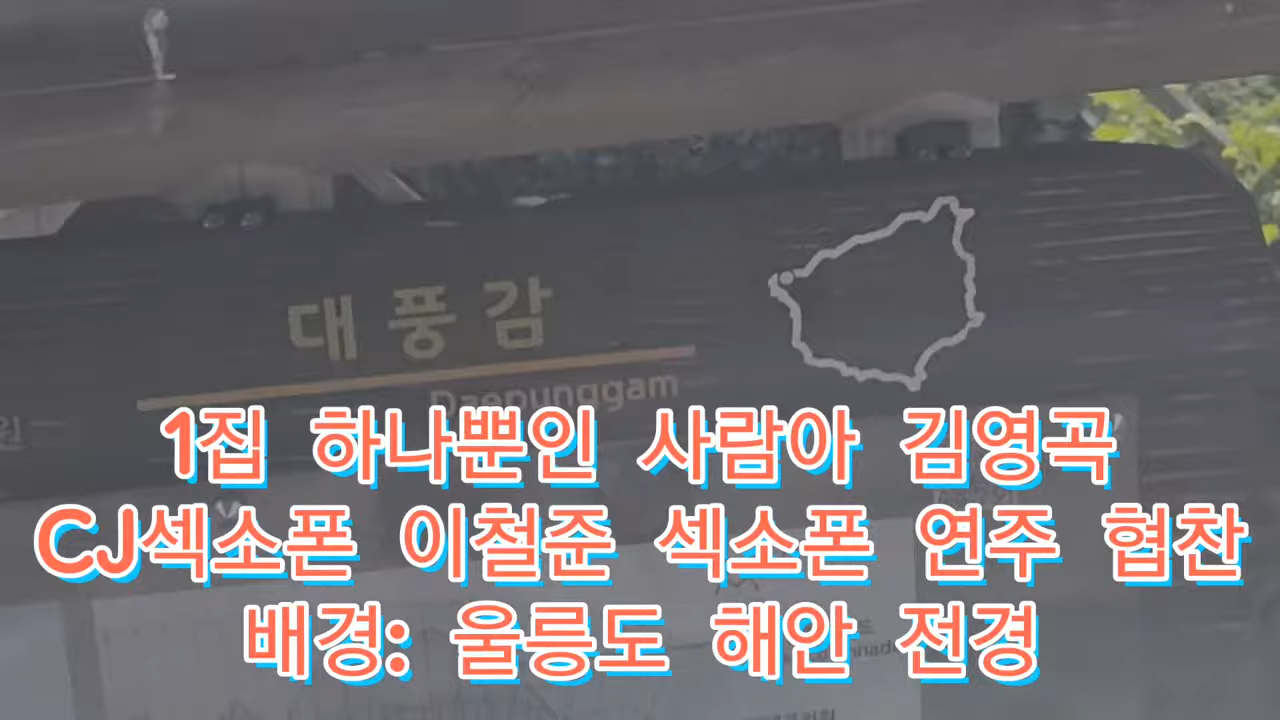 대풍감
Daepunggam
원
1집 하나뿐인 사람아 김영곡
CJ섹소폰 이철준 섹소폰 연주 협찬
배경: 울릉도 해안 전경